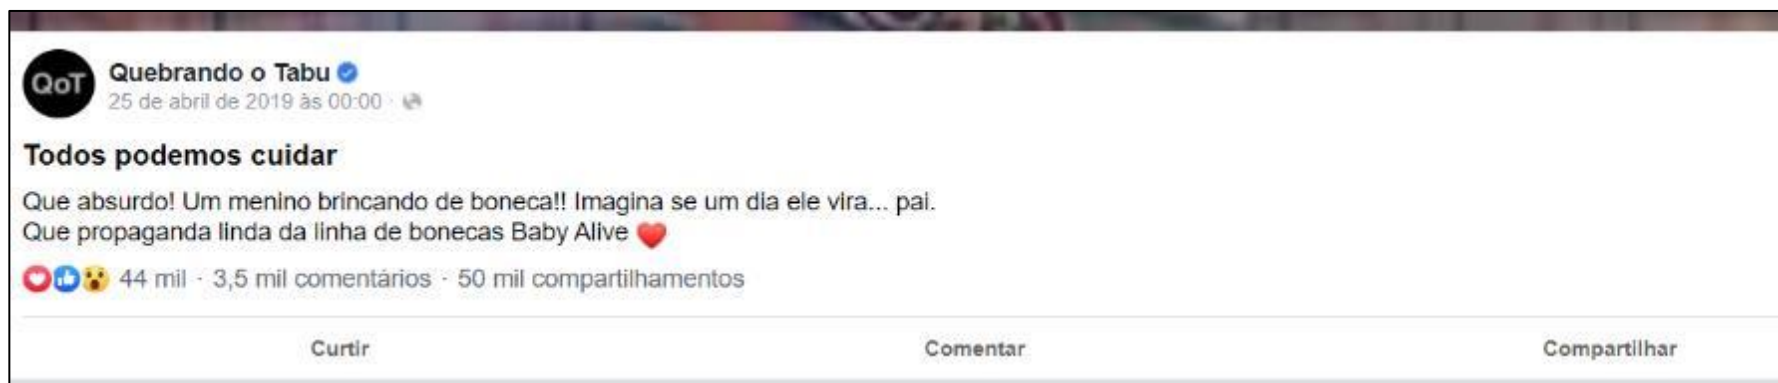 QoT
Quebrando o Tabu
25 de abril de 2019 às 00:00 ·
Todos podemos cuidar
Que absurdo! Um menino brincando de boneca!! Imagina se um dia ele vira... pai.
Que propaganda linda da linha de bonecas Baby Alive ❤️
44 mil · 3,5 mil comentários · 50 mil compartilhamentos
Curtir Comentar Compartilhar